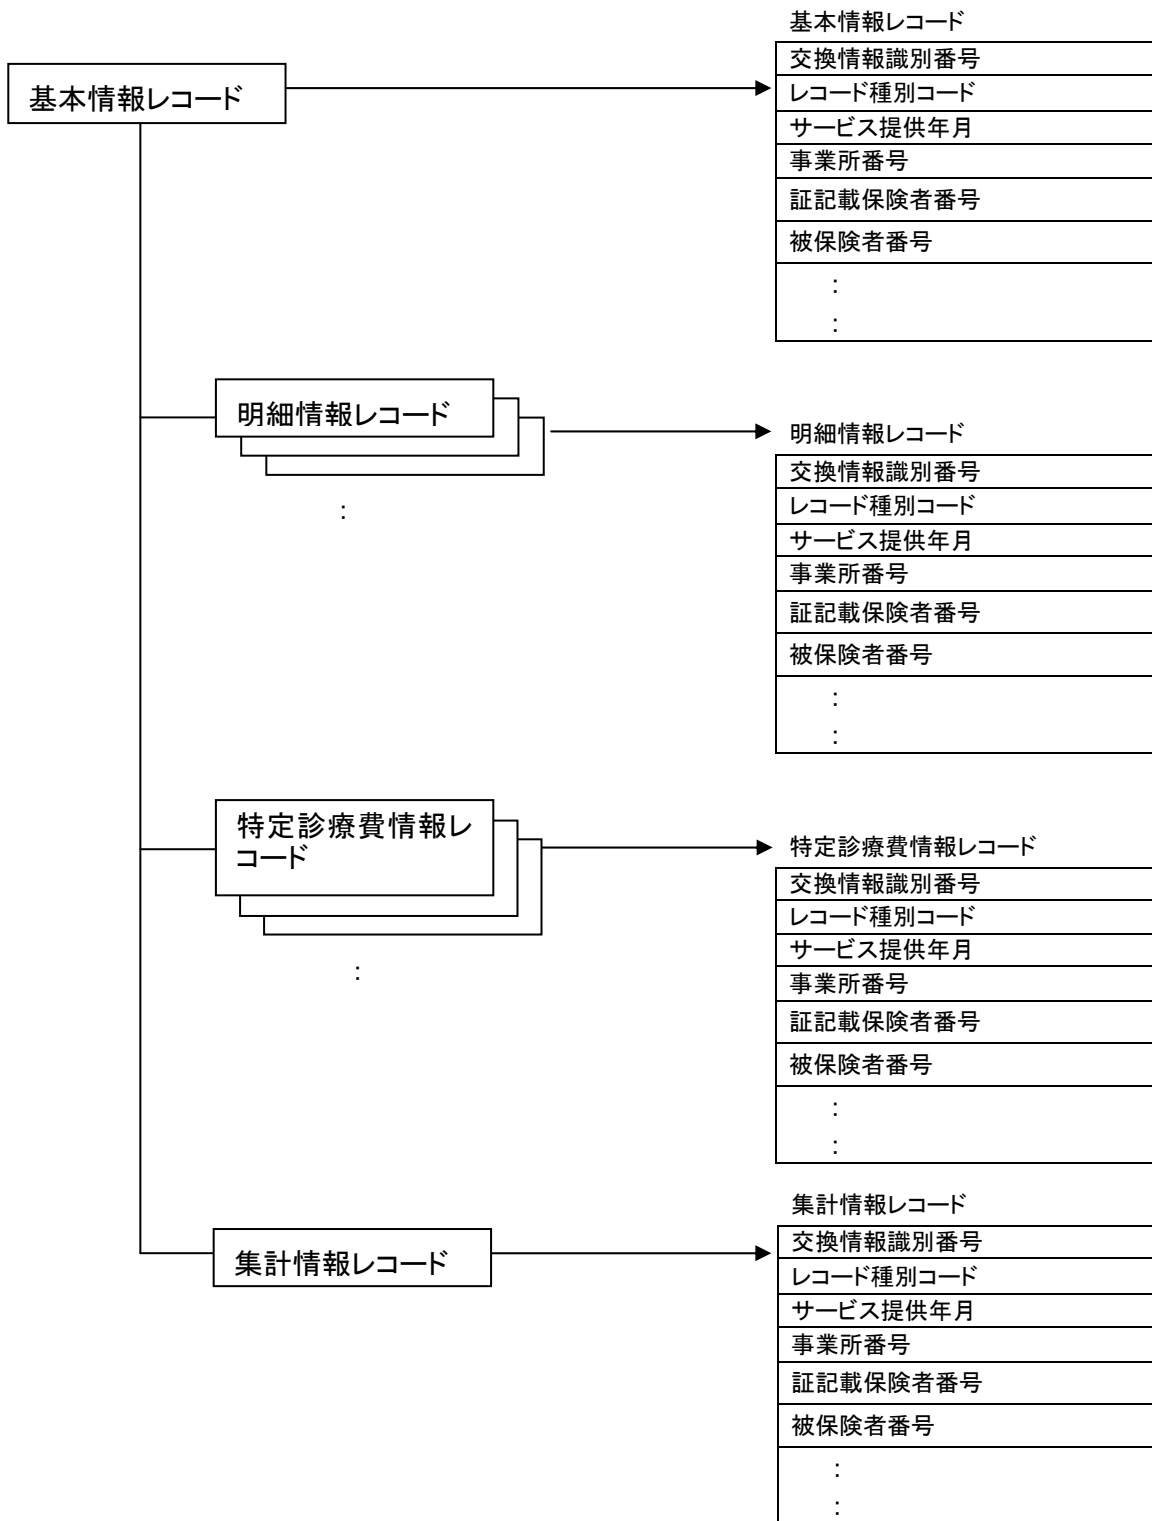 基本情報レコード
基本情報レコード
交換情報識別番号
レコード種別コード
サービス提供年月
事業所番号
証記載保険者番号
被保険者番号
:
:
明細情報レコード
:
明細情報レコード
交換情報識別番号
レコード種別コード
サービス提供年月
事業所番号
証記載保険者番号
被保険者番号
:
:
特定診療費情報レ
コード
:
特定診療費情報レコード
交換情報識別番号
レコード種別コード
サービス提供年月
事業所番号
証記載保険者番号
被保険者番号
:
:
集計情報レコード
集計情報レコード
交換情報識別番号
レコード種別コード
サービス提供年月
事業所番号
証記載保険者番号
被保険者番号
:
: